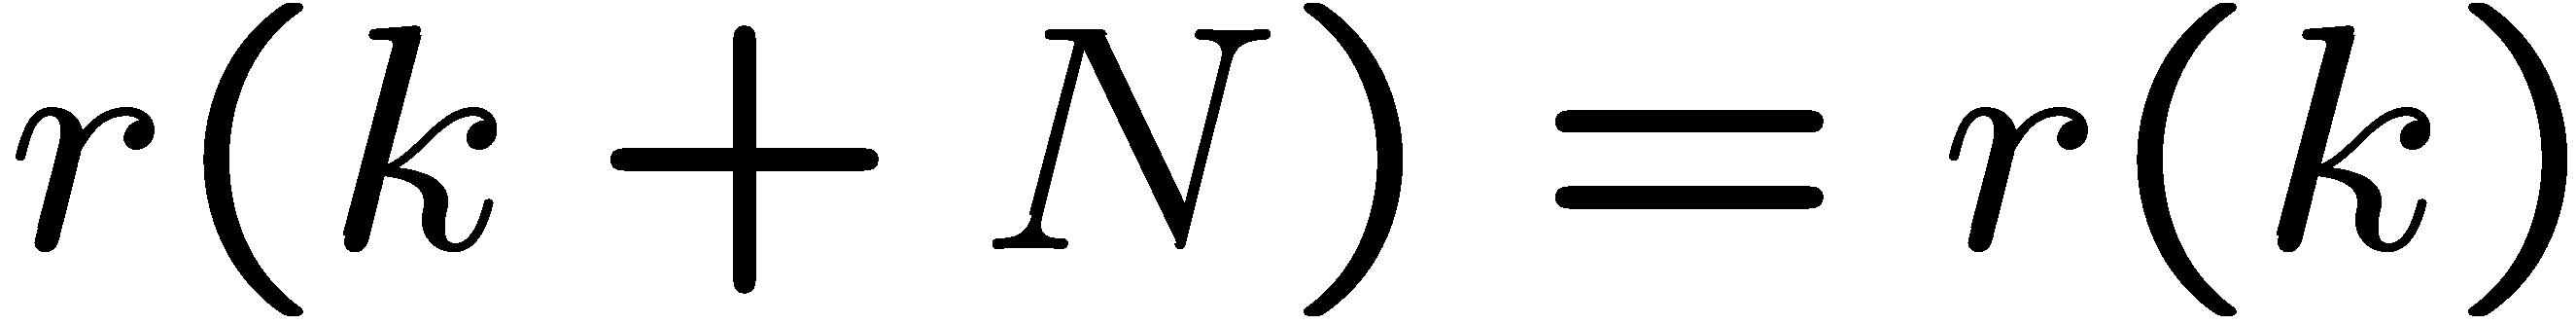 r(k + N) = r(k)